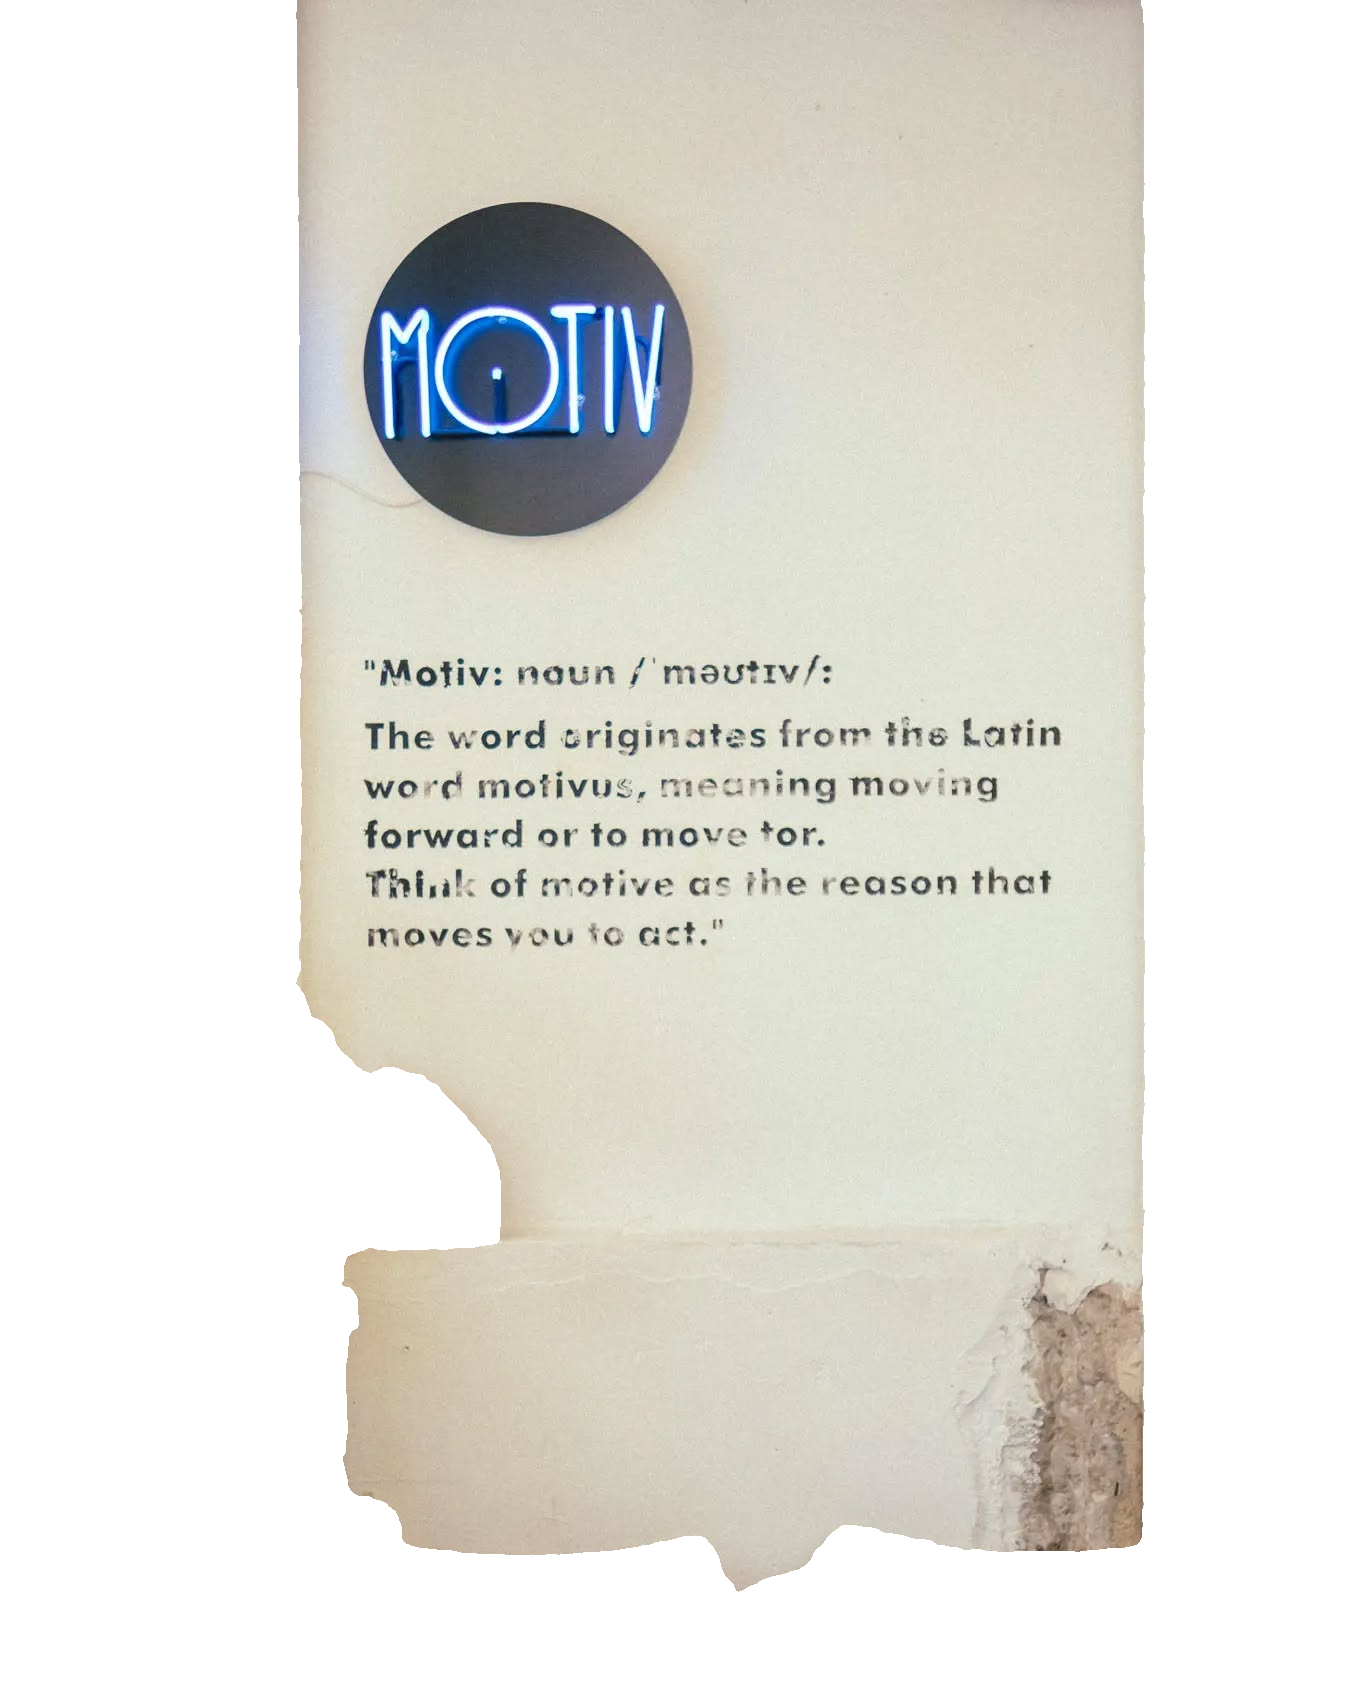 MOTIV
"Motiv: noun /ˈməʊtɪv/:
The word originates from the Latin
word motivus, meaning moving
forward or to move for.
Think of motive as the reason that
moves you to act."